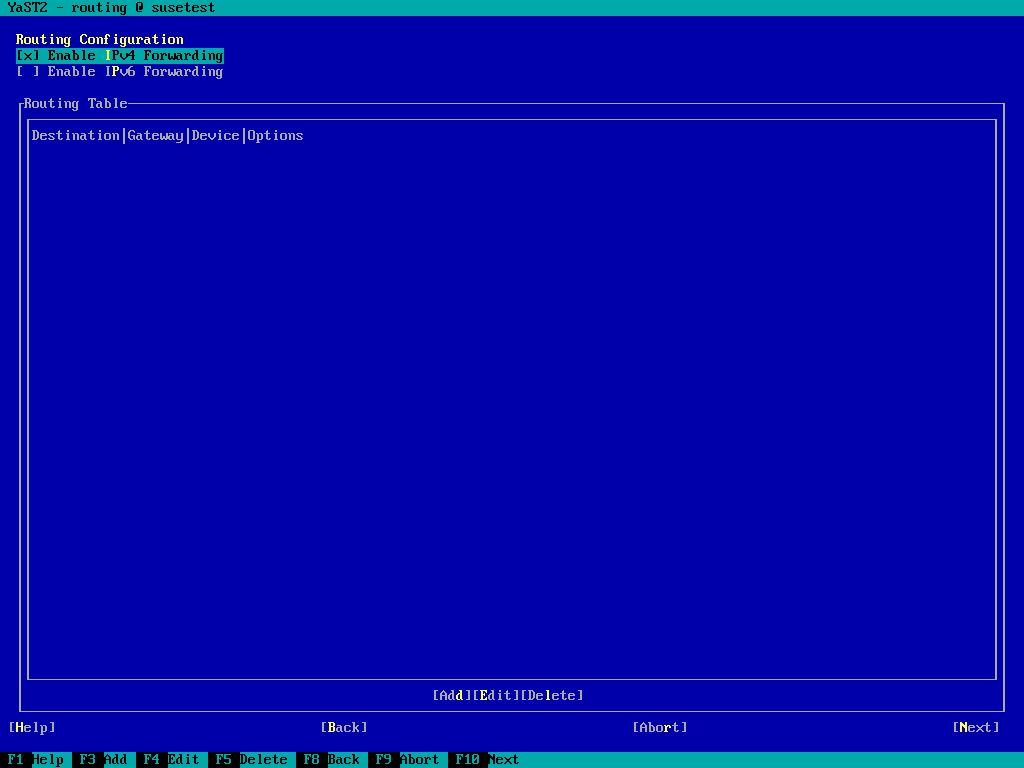 YaST2 - routing @ susetest
Routing Configuration
[x] Enable IPv4 Forwarding
[ ] Enable IPv6 Forwarding
Routing Table
Destination|Gateway|Device|Options
[Add][Edit][Delete]
[Help] [Back] [Abort] [Next]
F1 Help F3 Add F4 Edit F5 Delete F8 Back F9 Abort F10 Next